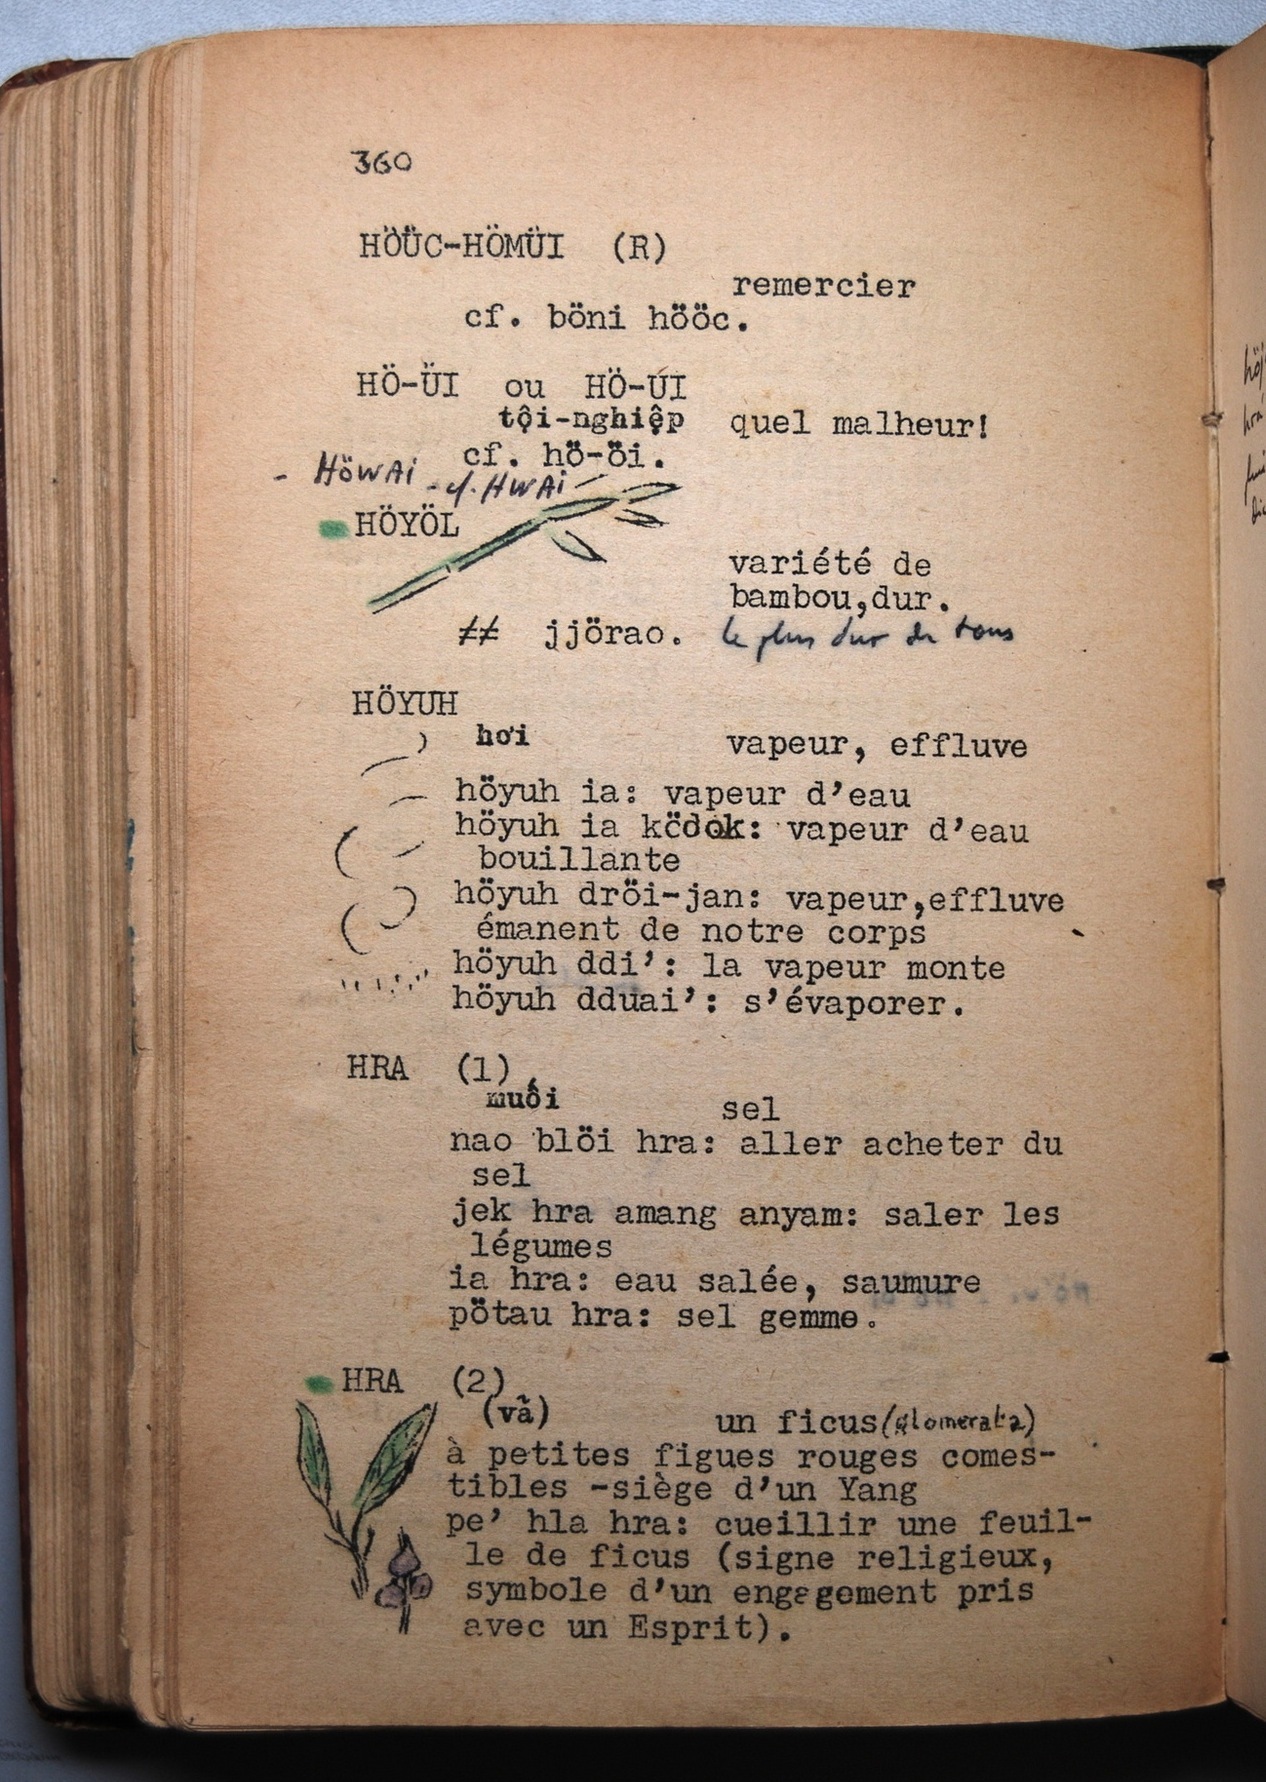 360
HÖÜC-HÖMÜI (R)
remercier
cf. böni hööc.
HÖ-ÜI ou HÖ-ÚI
tội-nghiệp quel malheur!
cf. hö-öi.
- HÖWAi - cf. HWAi
HÖYÖL
variété de
bambou,dur.
≠≠ jjörao. le plus dur de tous
HÖYUH
hơi vapeur, effluve
höyuh ia: vapeur d'eau
höyuh ia ködok: vapeur d'eau
bouillante
höyuh dröi-jan: vapeur,effluve
émanent de notre corps
höyuh ddi': la vapeur monte
höyuh dduai': s'évaporer.
HRA (1)
muối sel
nao blöi hra: aller acheter du
sel
jek hra amang anyam: saler les
légumes
ia hra: eau salée, saumure
pötau hra: sel gemme.
HRA (2)
(vã) un ficus(glomerata)
à petites figues rouges comes-
tibles -siège d'un Yang
pe' hla hra: cueillir une feuil-
le de ficus (signe religieux,
symbole d'un engagement pris
avec un Esprit).